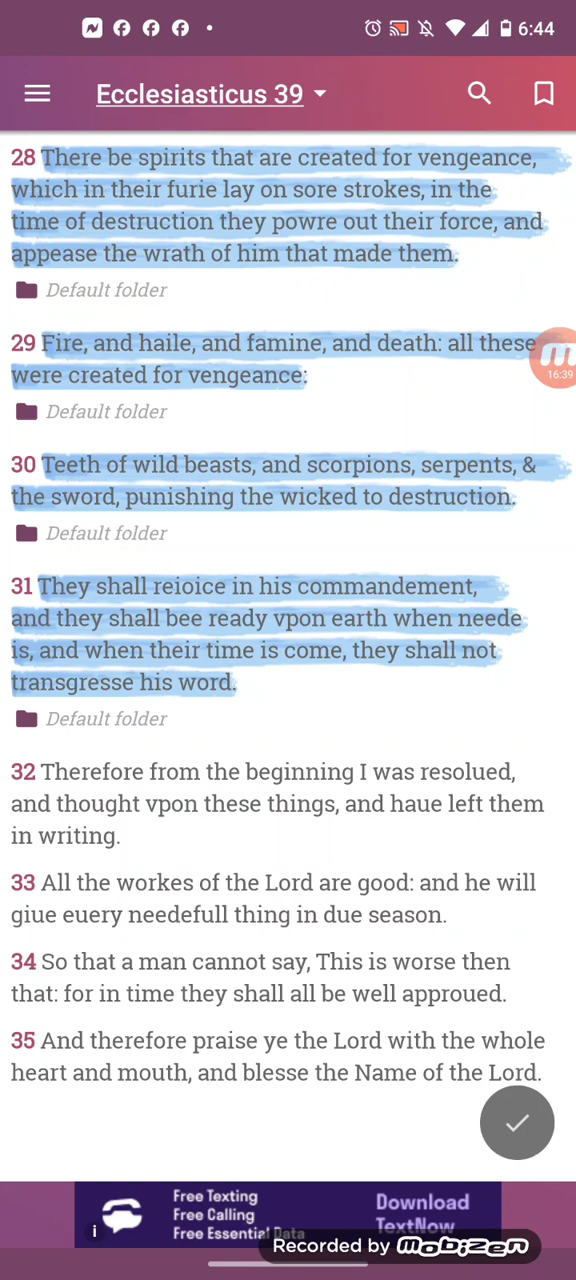 6:44
Ecclesiasticus 39
28 There be spirits that are created for vengeance,
which in their furie lay on sore strokes, in the
time of destruction they powre out their force, and
appease the wrath of him that made them.
Default folder
29 Fire, and haile, and famine, and death: all these
were created for vengeance:
16:39
Default folder
30 Teeth of wild beasts, and scorpions, serpents, &
the sword, punishing the wicked to destruction.
Default folder
31 They shall reioice in his commandement,
and they shall bee ready vpon earth when neede
is, and when their time is come, they shall not
transgresse his word.
Default folder
32 Therefore from the beginning I was resolued,
and thought vpon these things, and haue left them
in writing.
33 All the workes of the Lord are good: and he will
giue euery needefull thing in due season.
34 So that a man cannot say, This is worse then
that: for in time they shall all be well approued.
35 And therefore praise ye the Lord with the whole
heart and mouth, and blesse the Name of the Lord.
Free Texting
Free Calling
Free Essential Data
Download
TextNow
Recorded by mobizen